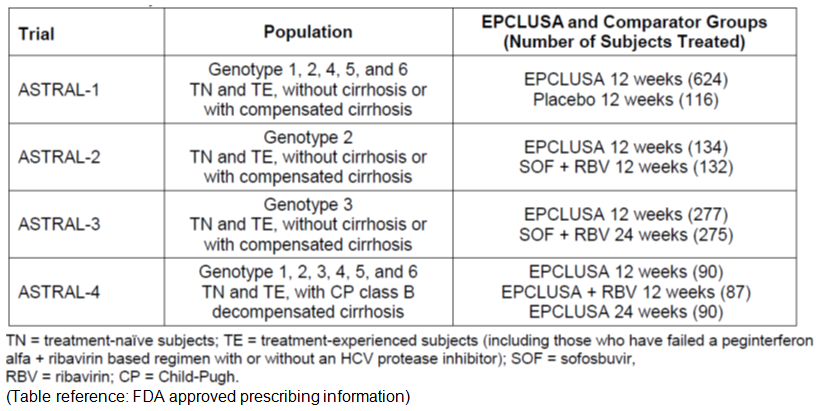 Trial
Population
EPCLUSA and Comparator Groups
(Number of Subjects Treated)
ASTRAL-1
Genotype 1, 2, 4, 5, and 6
TN and TE, without cirrhosis or
with compensated cirrhosis
EPCLUSA 12 weeks (624)
Placebo 12 weeks (116)
ASTRAL-2
Genotype 2
TN and TE, without cirrhosis or
with compensated cirrhosis
EPCLUSA 12 weeks (134)
SOF + RBV 12 weeks (132)
ASTRAL-3
Genotype 3
TN and TE, without cirrhosis or
with compensated cirrhosis
EPCLUSA 12 weeks (277)
SOF + RBV 24 weeks (275)
ASTRAL-4
Genotype 1, 2, 3, 4, 5, and 6
TN and TE, with CP class B
decompensated cirrhosis
EPCLUSA 12 weeks (90)
EPCLUSA + RBV 12 weeks (87)
EPCLUSA 24 weeks (90)
TN = treatment-naïve subjects; TE = treatment-experienced subjects (including those who have failed a peginterferon
alfa + ribavirin based regimen with or without an HCV protease inhibitor); SOF = sofosbuvir,
RBV = ribavirin; CP = Child-Pugh.
(Table reference: FDA approved prescribing information)